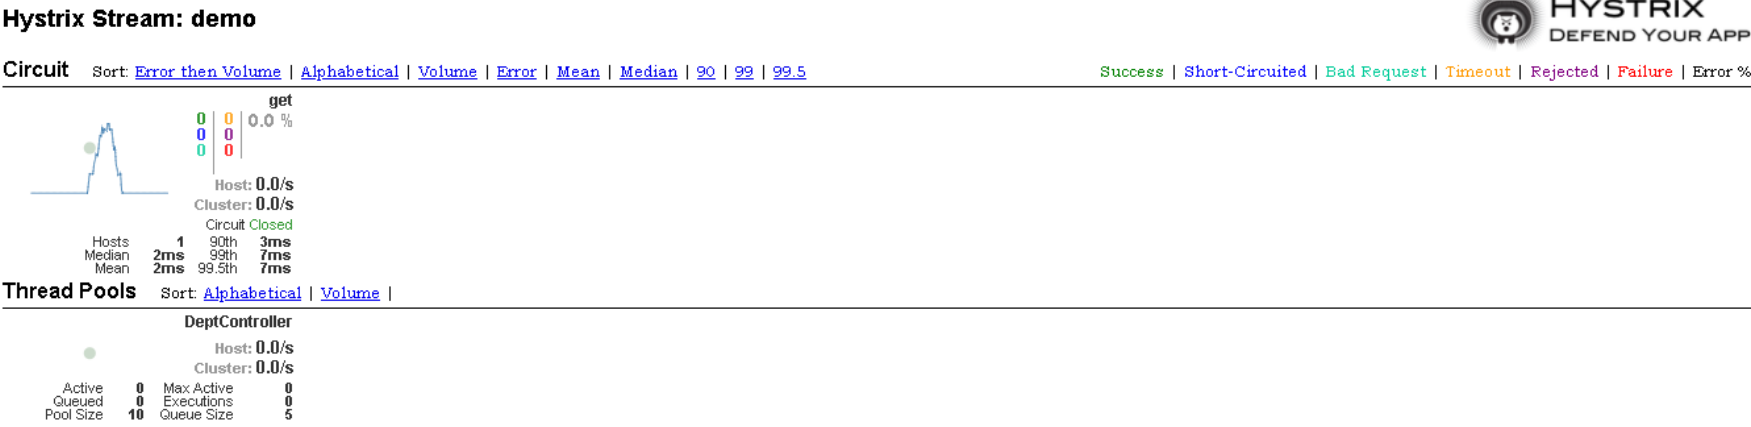 Hystrix Stream: demo
HYSTRIX
DEFEND YOUR APP
Circuit Sort: Error then Volume | Alphabetical | Volume | Error | Mean | Median | 90 | 99 | 99.5
Success | Short-Circuited | Bad Request | Timeout | Rejected | Failure | Error %
get
0 | 0 | 0.0 %
0 | 0
0 | 0
Host: 0.0/s
Cluster: 0.0/s
Circuit Closed
Hosts 1 90th 3ms
Median 2ms 99th 7ms
Mean 2ms 99.5th 7ms
Thread Pools Sort: Alphabetical | Volume |
DeptController
Host: 0.0/s
Cluster: 0.0/s
Active 0 Max Active 0
Queued 0 Executions 0
Pool Size 10 Queue Size 5